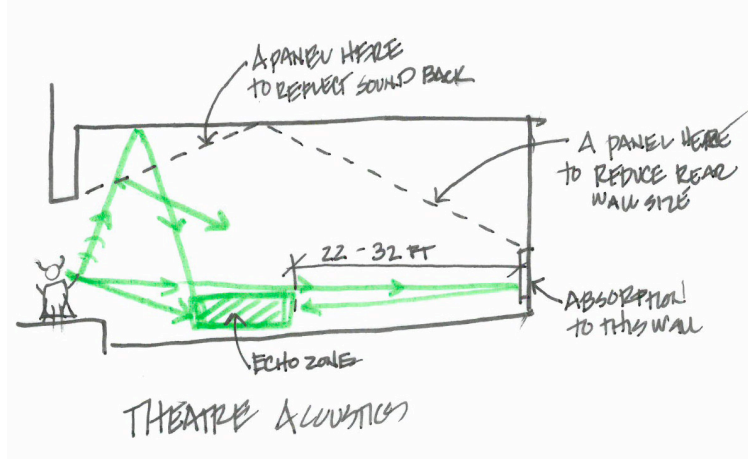 A PANEL HERE
TO REFLECT SOUND BACK
A PANEL HERE
TO REDUCE REAR
WALL SIZE
22 - 32 FT
ABSORPTION
TO THIS WALL
ECHO ZONE
THEATRE ACOUSTICS